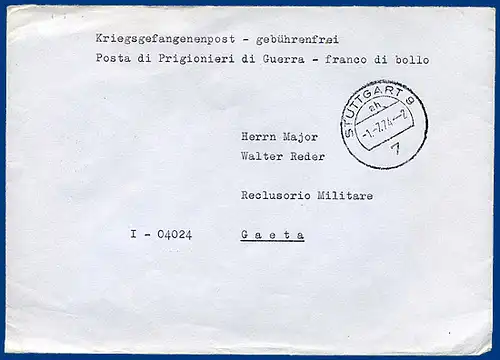 Kriegsgefangenenpost - gebührenfrei
Posta di Prigionieri di Guerra - franco di bollo
STUTTGART 9
ah
-1.-7.74-2
7
Herrn Major
Walter Reder
Reclusorio Militare
I - 04024 Gaeta